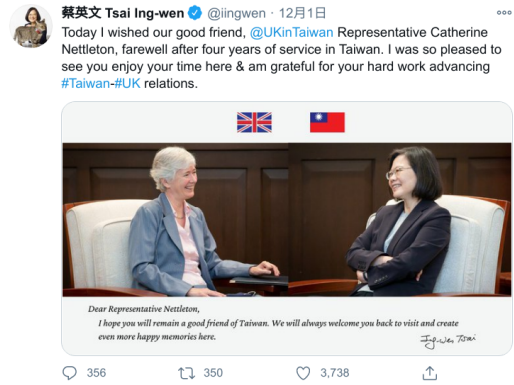 蔡英文 Tsai Ing-wen @iingwen · 12月1日
Today I wished our good friend, @UKinTaiwan Representative Catherine
Nettleton, farewell after four years of service in Taiwan. I was so pleased to
see you enjoy your time here & am grateful for your hard work advancing
#Taiwan-#UK relations.
Dear Representative Nettleton,
I hope you will remain a good friend of Taiwan. We will always welcome you back to visit and create
even more happy memories here.
Ing-wen Tsai
356 350 3,738